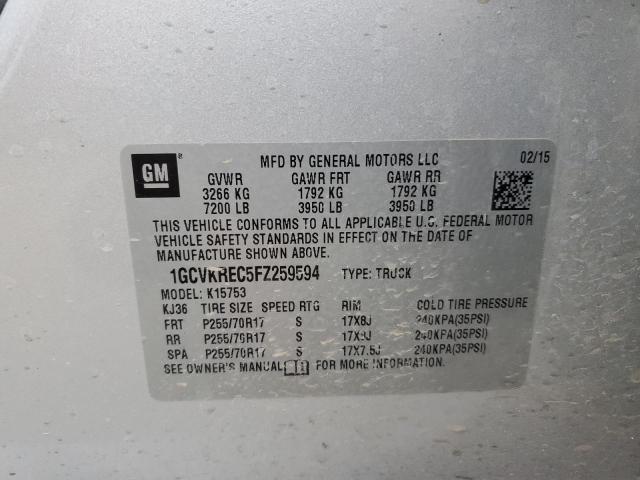 GM
MFD BY GENERAL MOTORS LLC 02/15
GVWR GAWR FRT GAWR RR
3266 KG 1792 KG 1792 KG
7200 LB 3950 LB 3950 LB
THIS VEHICLE CONFORMS TO ALL APPLICABLE U.S. FEDERAL MOTOR
VEHICLE SAFETY STANDARDS IN EFFECT ON THE DATE OF
MANUFACTURE SHOWN ABOVE.
1GCVKREC5FZ259594 TYPE: TRUCK
MODEL: K15753
KJ36 TIRE SIZE SPEED RTG RIM COLD TIRE PRESSURE
FRT P255/70R17 S 17X8J 240KPA(35PSI)
RR P255/70R17 S 17X8J 240KPA(35PSI)
SPA P255/70R17 S 17X7.5J 240KPA(35PSI)
SEE OWNER'S MANUAL FOR MORE INFORMATION.